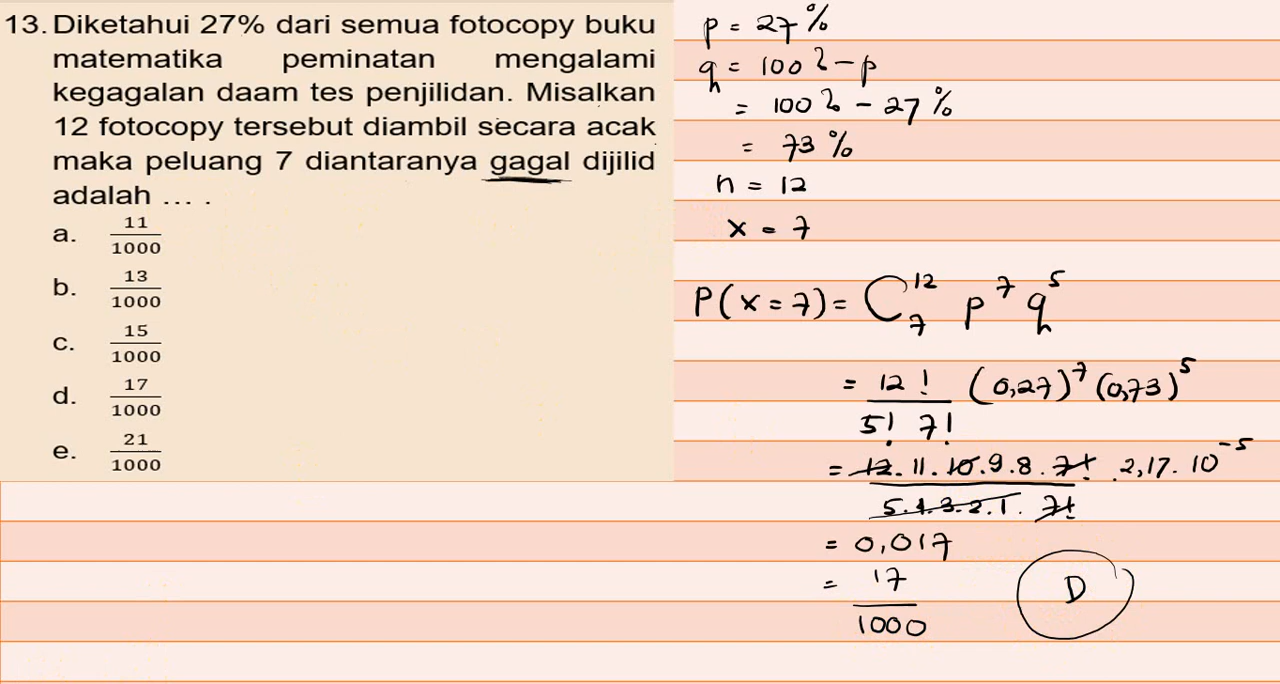 13. Diketahui 27% dari semua fotocopy buku
matematika peminatan mengalami
kegagalan daam tes penjilidan. Misalkan
12 fotocopy tersebut diambil secara acak
maka peluang 7 diantaranya gagal dijilid
adalah ... .
a. 11/1000
b. 13/1000
c. 15/1000
d. 17/1000
e. 21/1000
p = 27%
q = 100% - p
= 100% - 27%
= 73%
n = 12
x = 7
P(x = 7) = C₇¹² p⁷ q⁵
= 12!/(5! 7!) (0,27)⁷ (0,73)⁵
= (12.11.10.9.8.7!)/(5.4.3.2.1.7!) . 2,17 . 10⁻⁵
= 0,017
= 17/1000
D